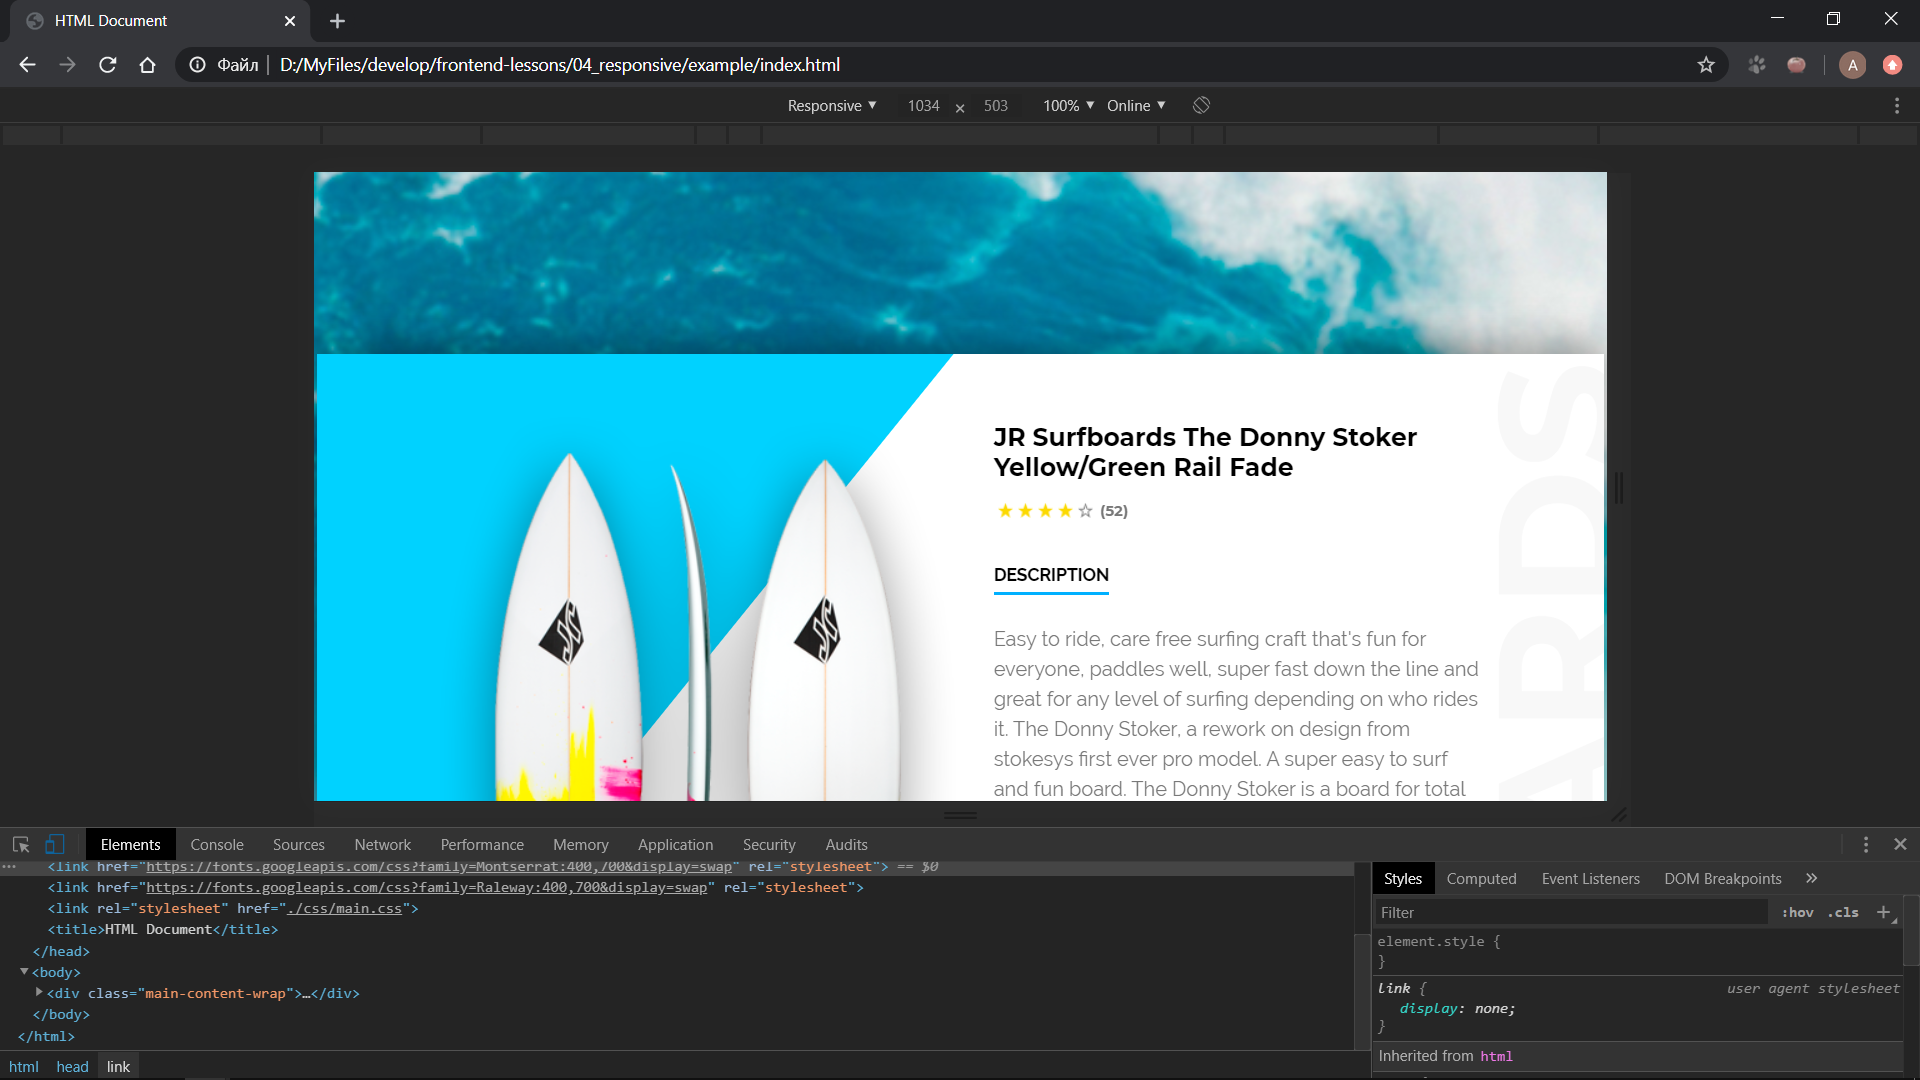 HTML Document
Файл D:/MyFiles/develop/frontend-lessons/04_responsive/example/index.html
A
Responsive ▼ 1034 × 503 100% ▼ Online ▼
JR Surfboards The Donny Stoker
Yellow/Green Rail Fade
(52)
DESCRIPTION
Easy to ride, care free surfing craft that's fun for
everyone, paddles well, super fast down the line and
great for any level of surfing depending on who rides
it. The Donny Stoker, a rework on design from
stokesys first ever pro model. A super easy to surf
and fun board. The Donny Stoker is a board for total
ARDS
Elements Console Sources Network Performance Memory Application Security Audits
<link href="https://fonts.googleapis.com/css?family=Montserrat:400,700&display=swap" rel="stylesheet"> == $0
<link href="https://fonts.googleapis.com/css?family=Raleway:400,700&display=swap" rel="stylesheet">
<link rel="stylesheet" href="./css/main.css">
<title>HTML Document</title>
</head>
<body>
<div class="main-content-wrap">…</div>
</body>
</html>
html head link
Styles Computed Event Listeners DOM Breakpoints »
Filter :hov .cls +
element.style {
}
link { user agent stylesheet
display: none;
}
Inherited from html